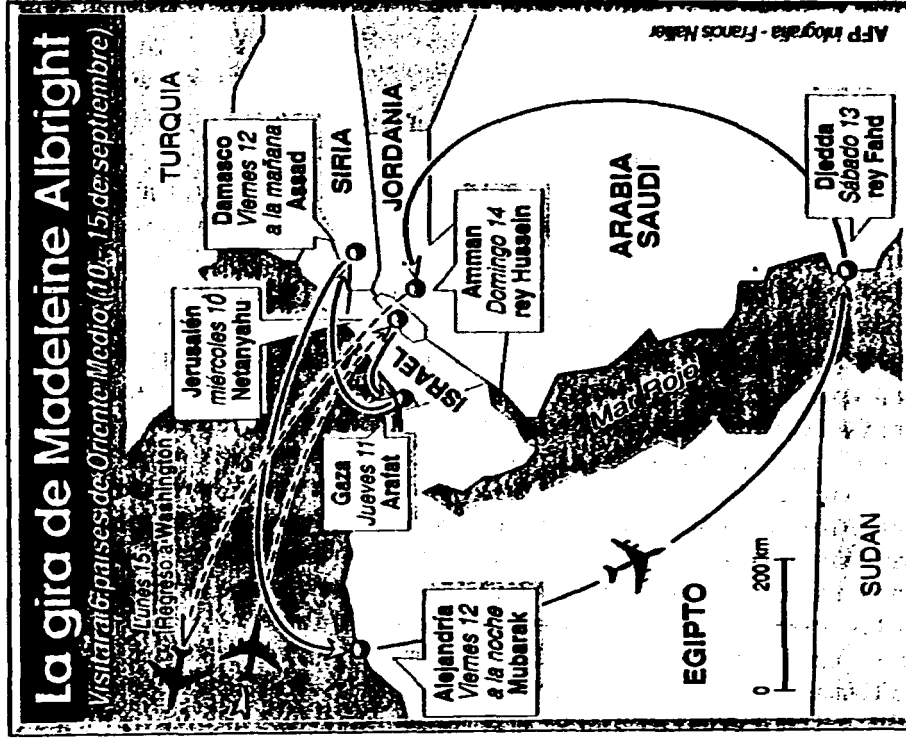 La gira de Madeleine Albright
Visitará 6 países de Oriente Medio (10 - 15 de septiembre)
Lunes 15
Regreso a Washington
TURQUIA
Jerusalén
miércoles 10
Netanyahu
Damasco
Viernes 12
a la mañana
Assad
SIRIA
Gaza
Jueves 11
Arafat
ISRAEL
JORDANIA
Amman
Domingo 14
rey Hussein
Alejandría
Viernes 12
a la noche
Mubarak
Mar Rojo
ARABIA
SAUDI
EGIPTO
0
200 km
SUDAN
Djedda
Sábado 13
rey Fahd
AFP infografía - Francis Nallier